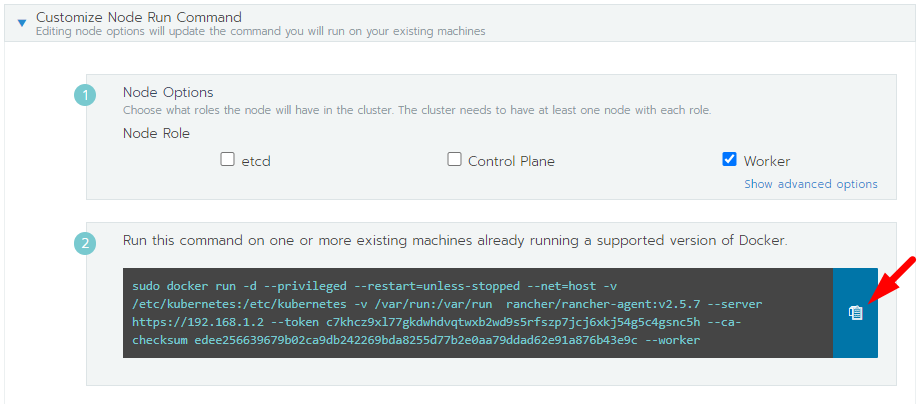 Customize Node Run Command
Editing node options will update the command you will run on your existing machines
1
Node Options
Choose what roles the node will have in the cluster. The cluster needs to have at least one node with each role.
Node Role
etcd
Control Plane
Worker
Show advanced options
2
Run this command on one or more existing machines already running a supported version of Docker.
sudo docker run -d --privileged --restart=unless-stopped --net=host -v
/etc/kubernetes:/etc/kubernetes -v /var/run:/var/run  rancher/rancher-agent:v2.5.7 --server
https://192.168.1.2 --token c7khcz9xl77gkdwhdvqtwxb2wd9s5rfszp7jcj6xkj54g5c4gsnc5h --ca-
checksum edee256639679b02ca9db242269bda8255d77b2e0aa79ddad62e91a876b43e9c --worker